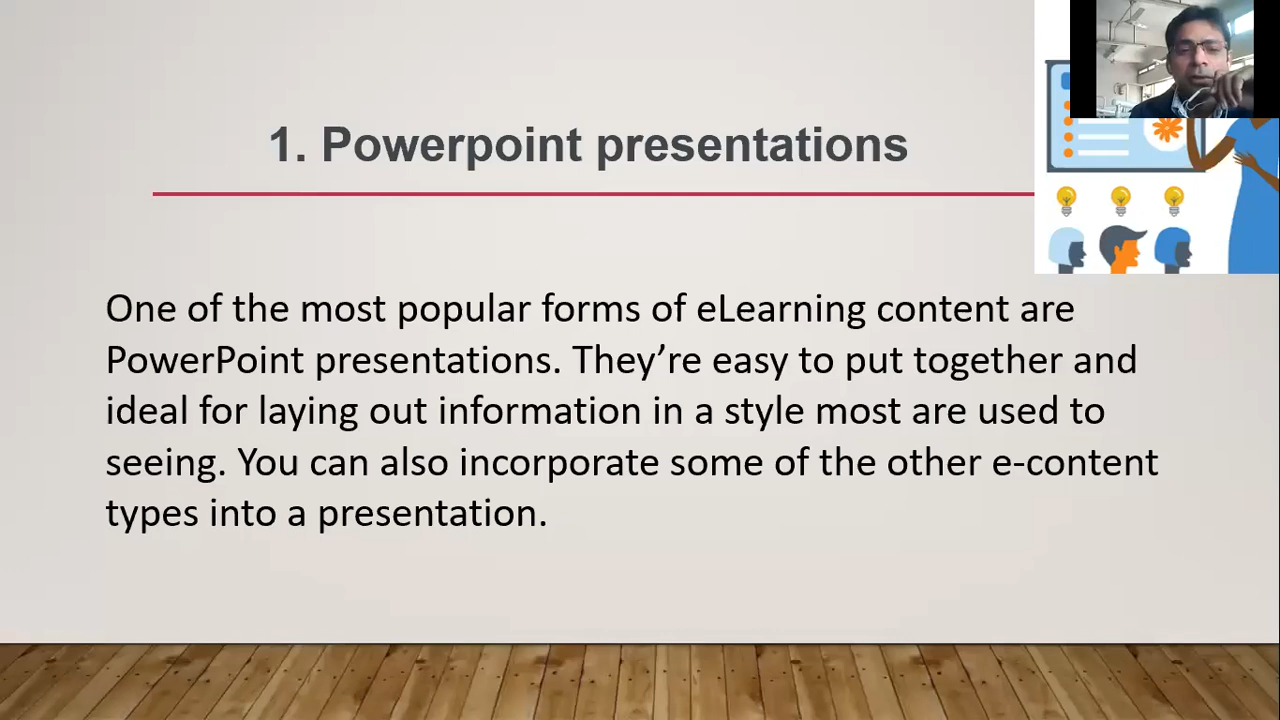 1. Powerpoint presentations
One of the most popular forms of eLearning content are
PowerPoint presentations. They’re easy to put together and
ideal for laying out information in a style most are used to
seeing. You can also incorporate some of the other e-content
types into a presentation.